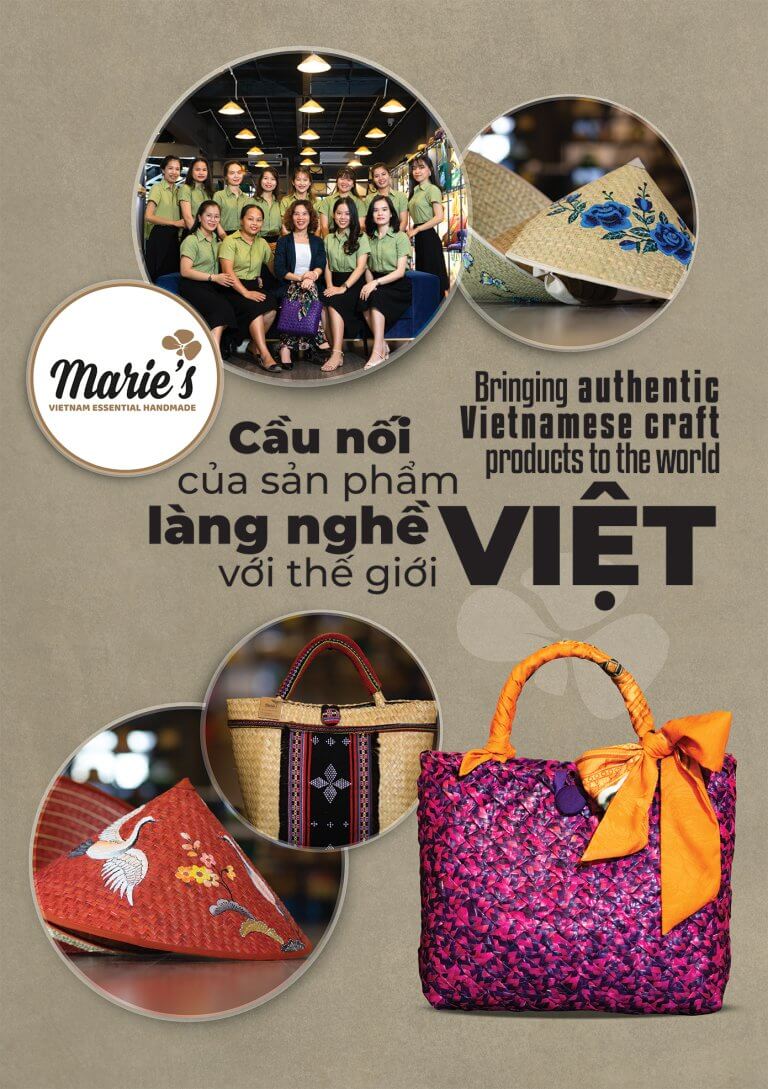 Marie's
VIETNAM ESSENTIAL HANDMADE
Bringing authentic
Vietnamese craft
products to the world
Cầu nối
của sản phẩm
làng nghề
VIỆT
với thế giới